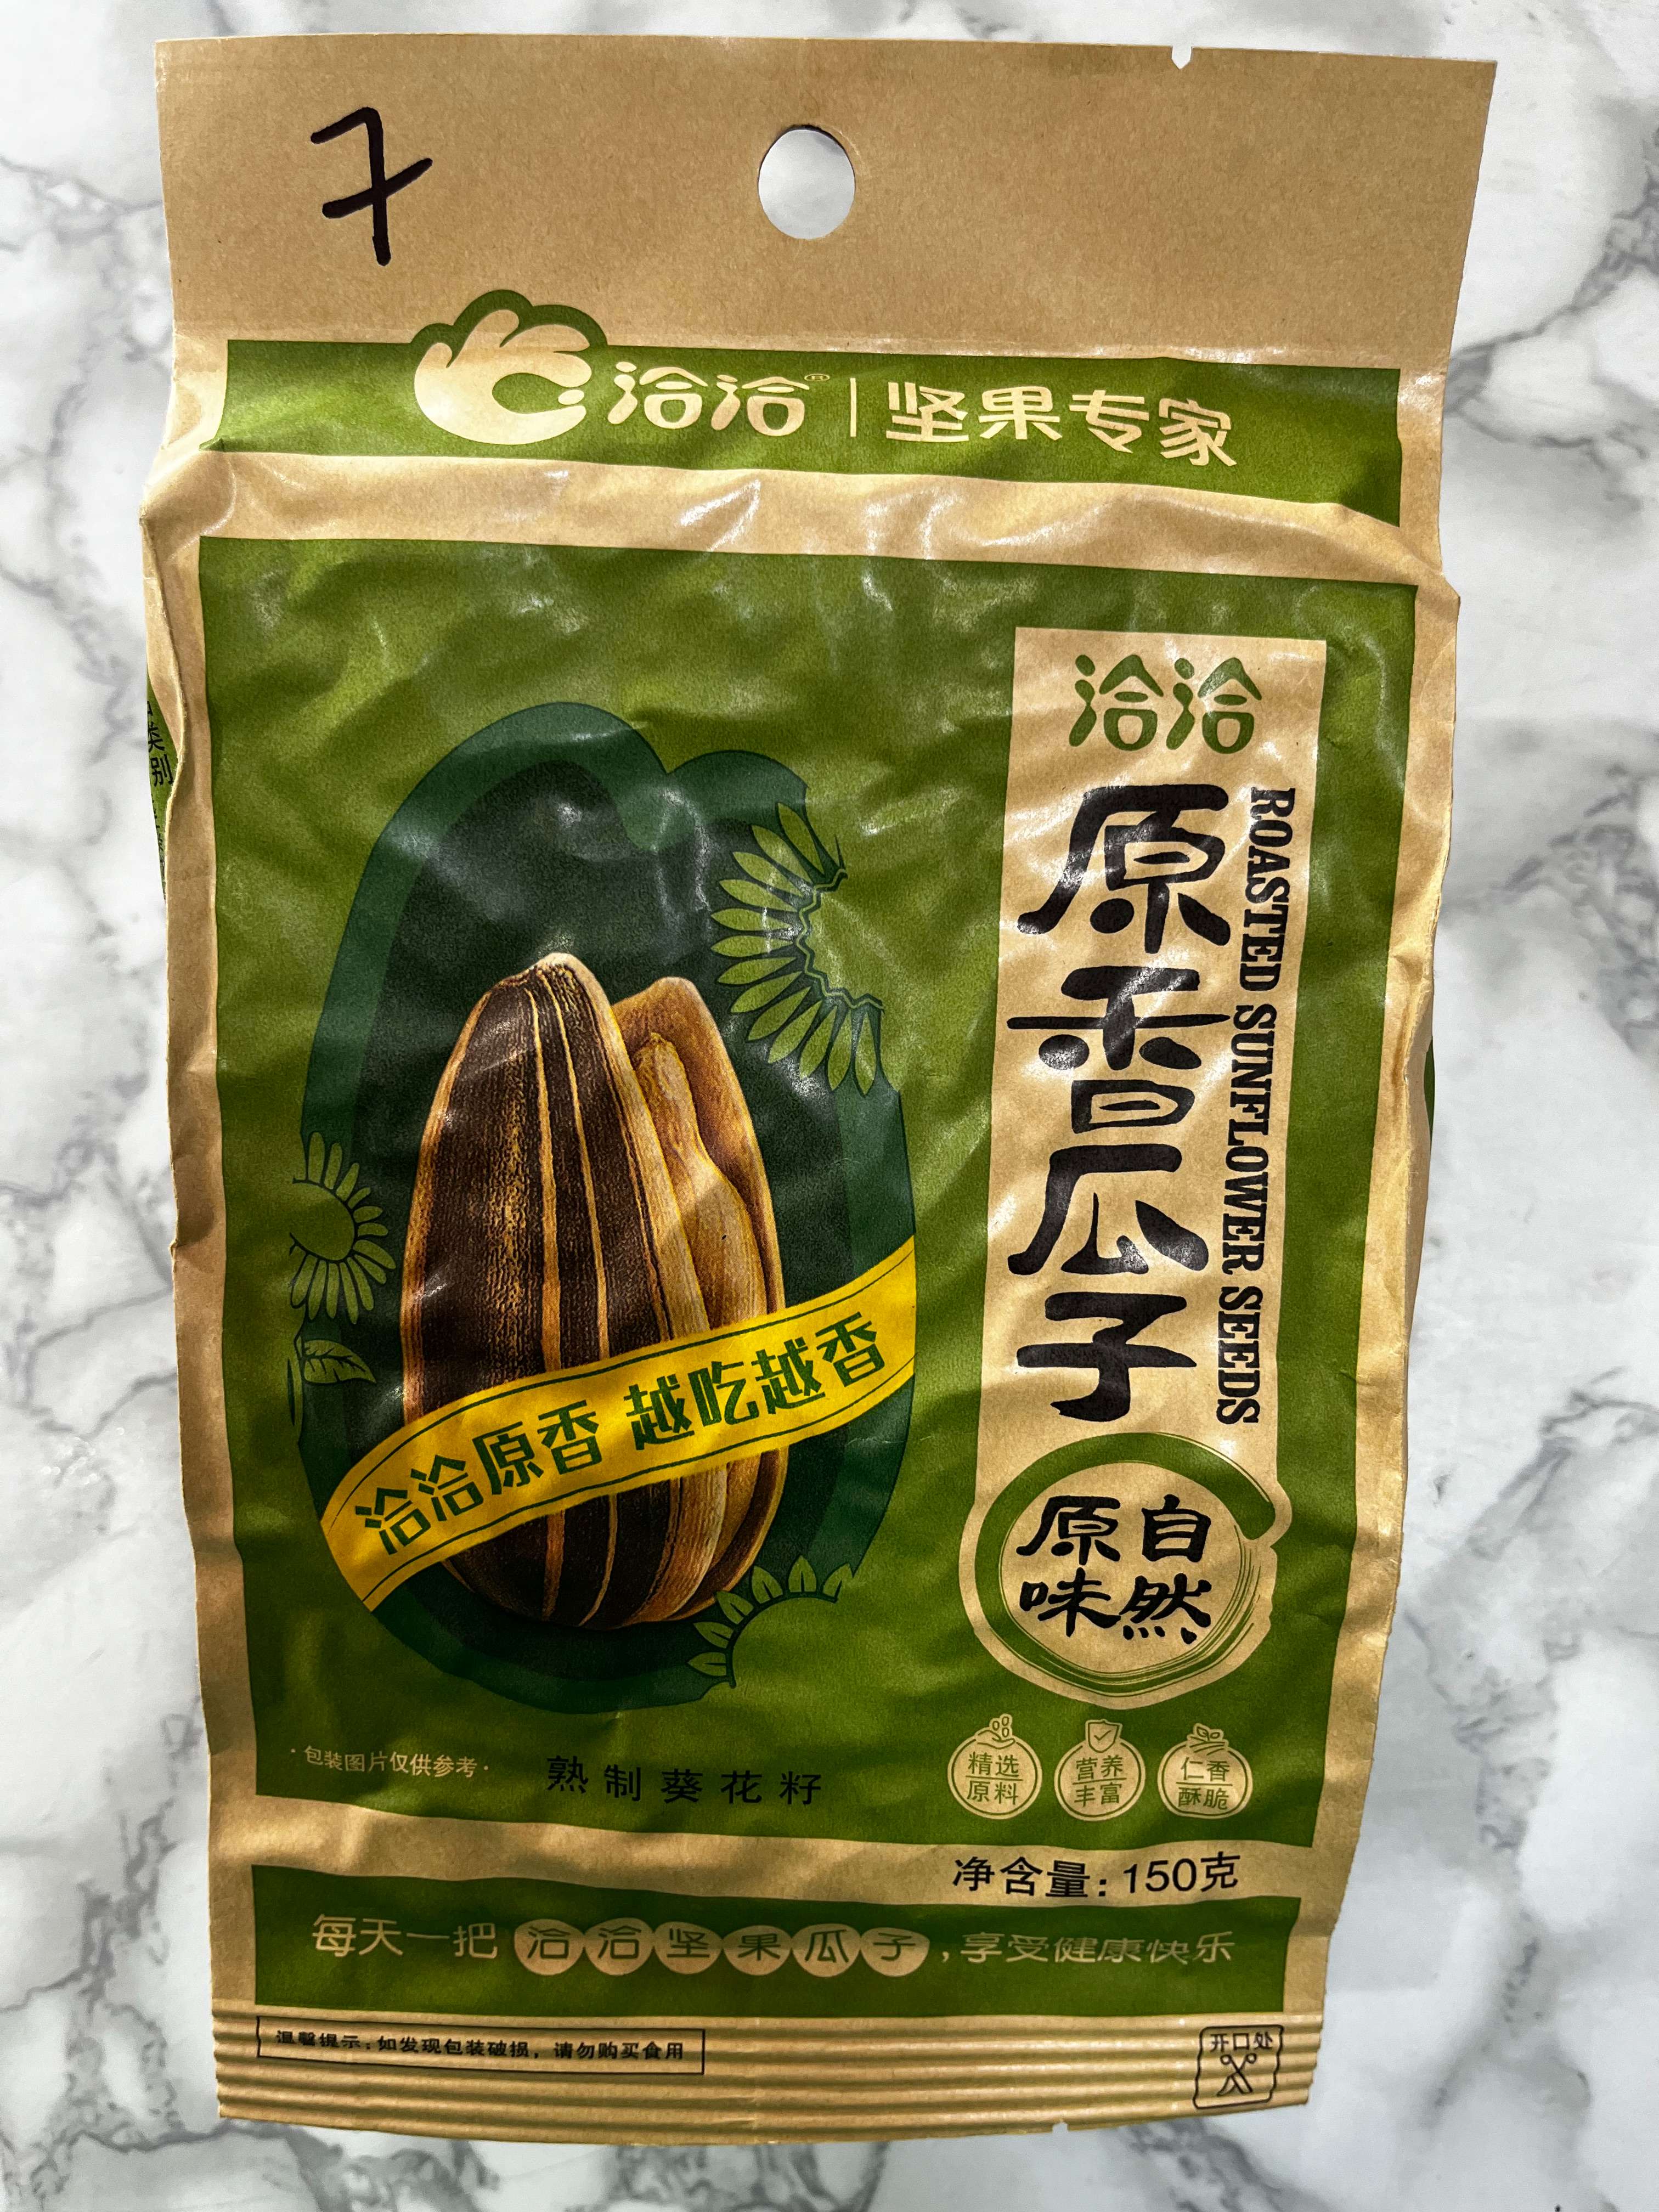 7
洽洽® | 坚果专家
类别
洽洽
原香瓜子
ROASTED SUNFLOWER SEEDS
自然
原味
洽洽原香 越吃越香
·包装图片仅供参考·
熟制葵花籽
精选
原料
营养
丰富
仁香
酥脆
净含量:150克
每天一把 洽洽坚果瓜子,享受健康快乐
温馨提示:如发现包装破损,请勿购买食用
开口处